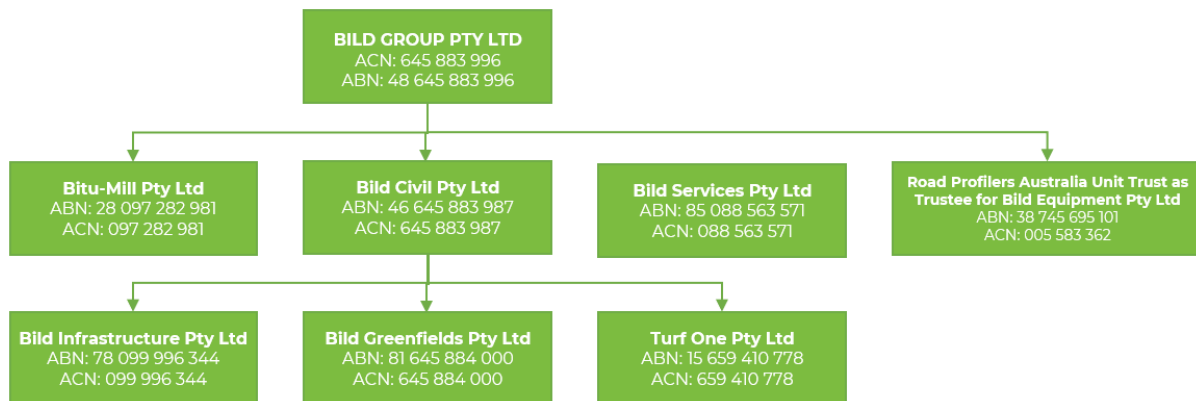 BILD GROUP PTY LTD
ACN: 645 883 996
ABN: 48 645 883 996
Bitu-Mill Pty Ltd
ABN: 28 097 282 981
ACN: 097 282 981
Bild Civil Pty Ltd
ABN: 46 645 883 987
ACN: 645 883 987
Bild Services Pty Ltd
ABN: 85 088 563 571
ACN: 088 563 571
Road Profilers Australia Unit Trust as
Trustee for Bild Equipment Pty Ltd
ABN: 38 745 695 101
ACN: 005 583 362
Bild Infrastructure Pty Ltd
ABN: 78 099 996 344
ACN: 099 996 344
Bild Greenfields Pty Ltd
ABN: 81 645 884 000
ACN: 645 884 000
Turf One Pty Ltd
ABN: 15 659 410 778
ACN: 659 410 778